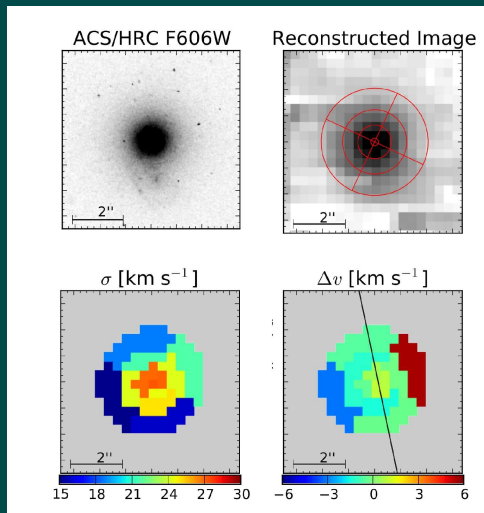 ACS/HRC F606W
Reconstructed Image
2''
2''
σ [km s⁻¹]
Δv [km s⁻¹]
2''
2''
15 18 21 24 27 30
−6 −3 0 3 6